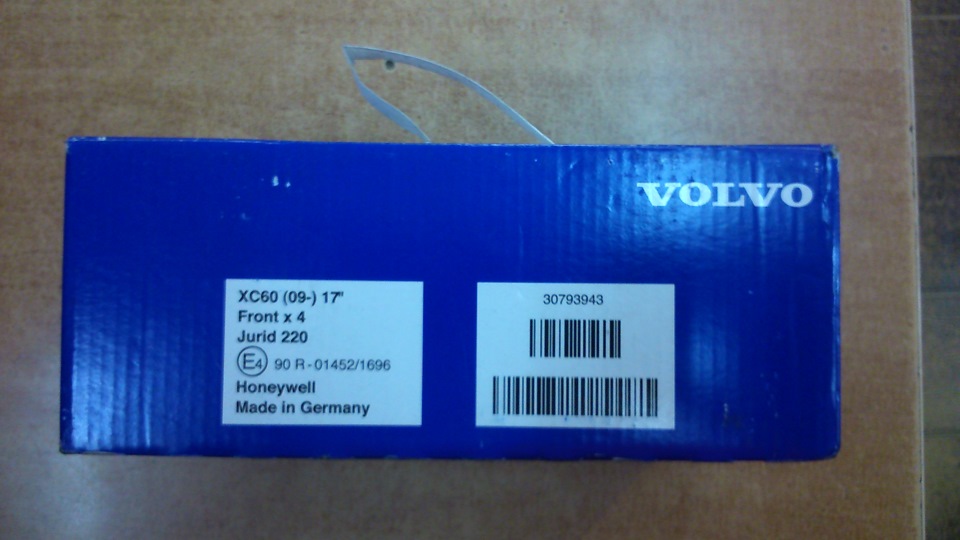 VOLVO
XC60 (09-) 17"
Front x 4
Jurid 220
E4 90 R - 01452/1696
Honeywell
Made in Germany
30793943